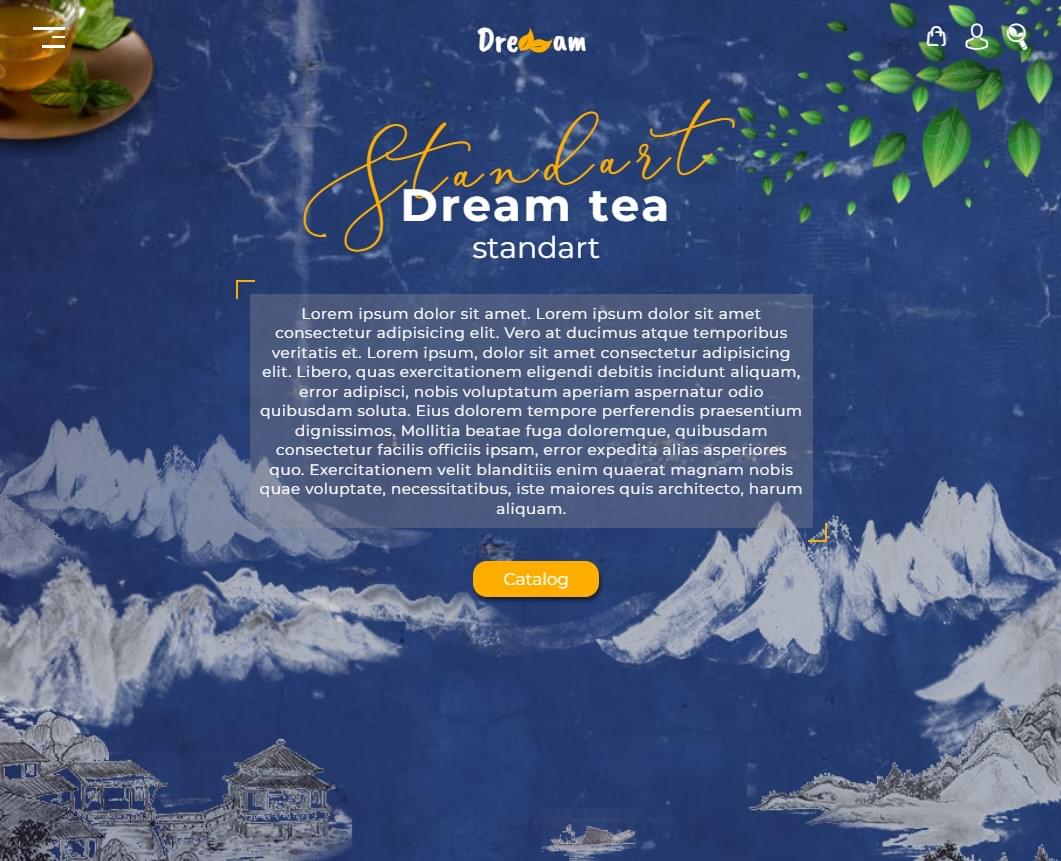 Dream
Standart
Dream tea
standart
Lorem ipsum dolor sit amet. Lorem ipsum dolor sit amet
consectetur adipisicing elit. Vero at ducimus atque temporibus
veritatis et. Lorem ipsum, dolor sit amet consectetur adipisicing
elit. Libero, quas exercitationem eligendi debitis incidunt aliquam,
error adipisci, nobis voluptatum aperiam aspernatur odio
quibusdam soluta. Eius dolorem tempore perferendis praesentium
dignissimos. Mollitia beatae fuga doloremque, quibusdam
consectetur facilis officiis ipsam, error expedita alias asperiores
quo. Exercitationem velit blanditiis enim quaerat magnam nobis
quae voluptate, necessitatibus, iste maiores quis architecto, harum
aliquam.
Catalog